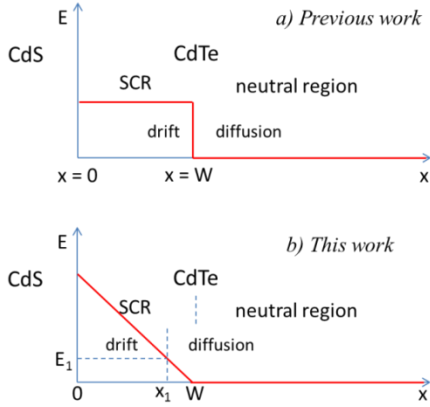 E
a) Previous work
CdS
CdTe
SCR
neutral region
drift
diffusion
x = 0
x = W
x
E
b) This work
CdS
CdTe
SCR
neutral region
drift
diffusion
E1
0
x1
W
x